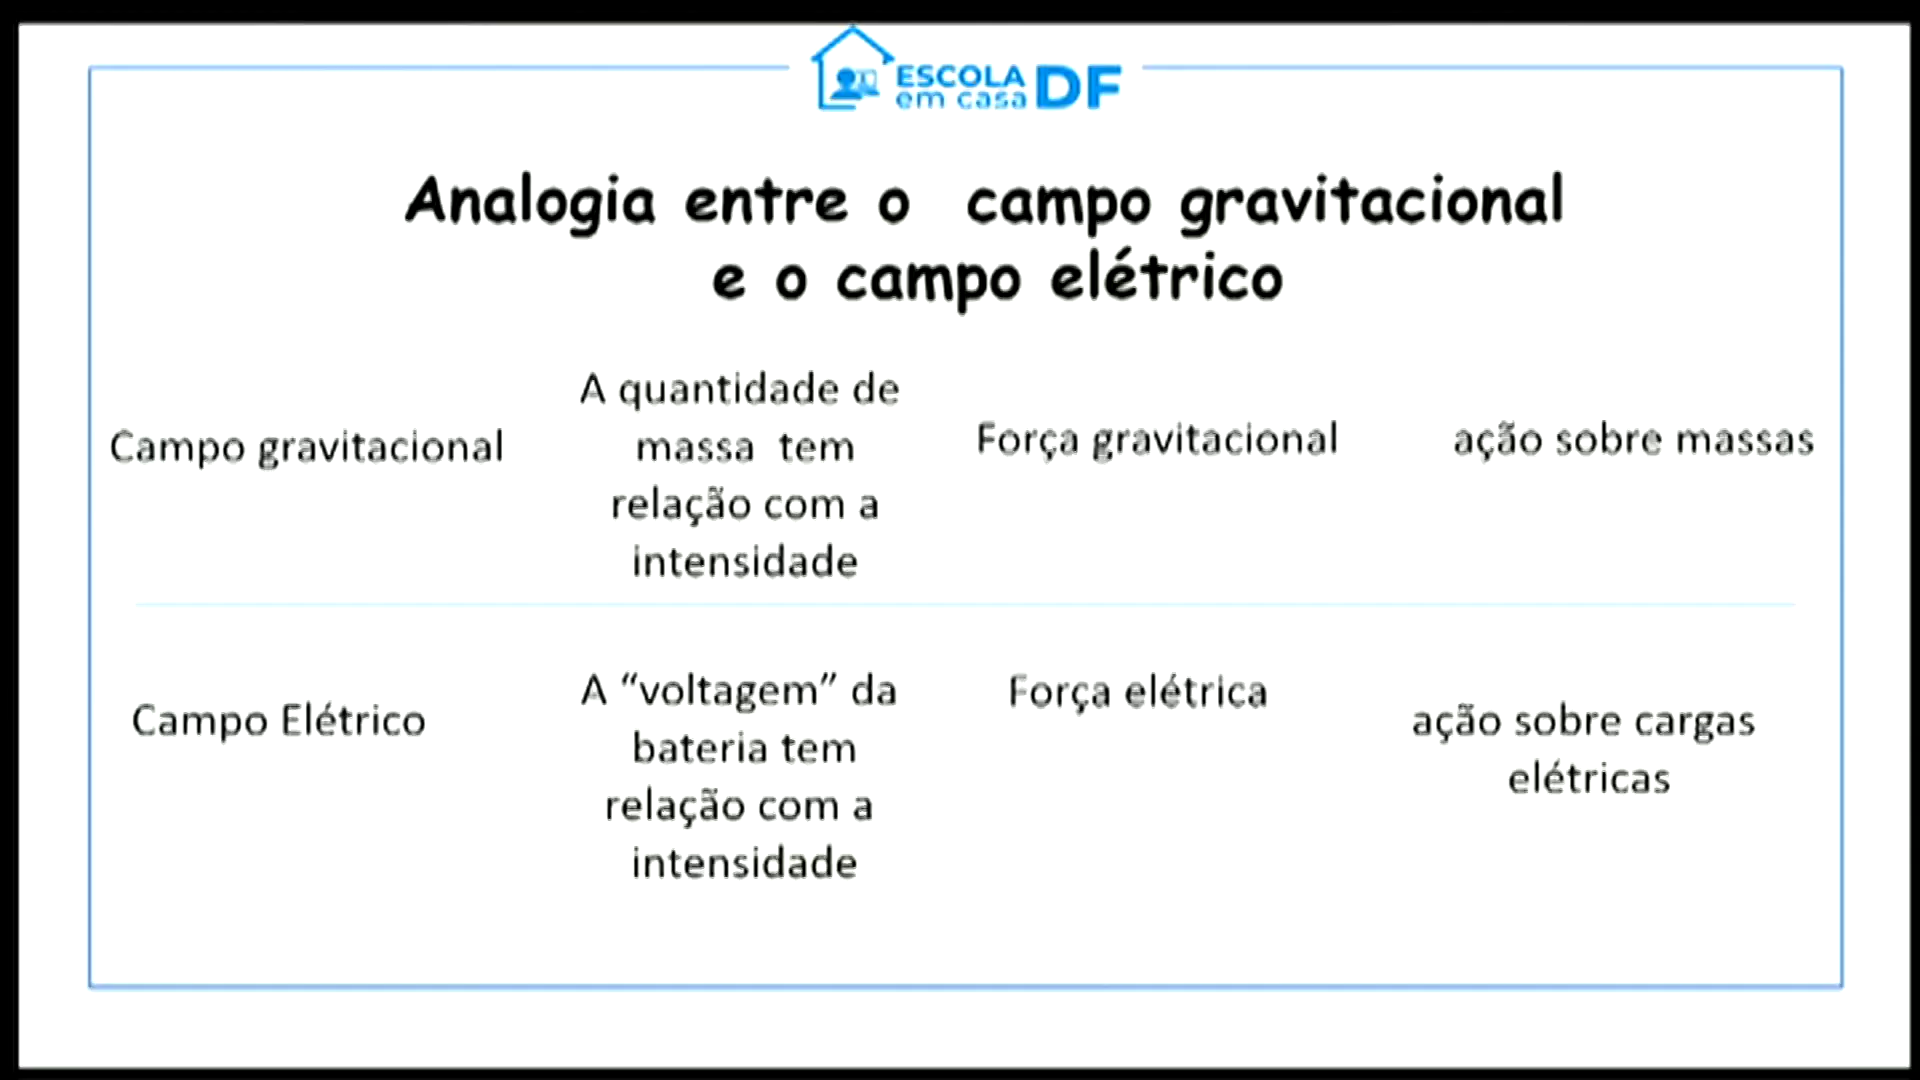 ESCOLA
em casa DF
Analogia entre o campo gravitacional
e o campo elétrico
Campo gravitacional
A quantidade de
massa tem
relação com a
intensidade
Força gravitacional
ação sobre massas
Campo Elétrico
A “voltagem” da
bateria tem
relação com a
intensidade
Força elétrica
ação sobre cargas
elétricas